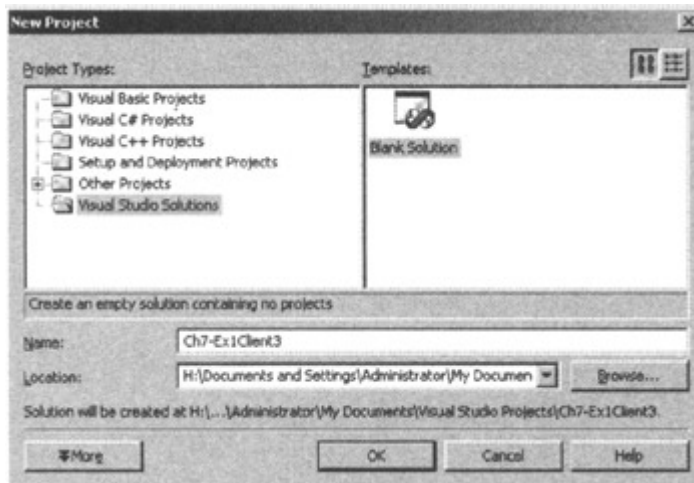 New Project
Project Types:
Templates:
Visual Basic Projects
Visual C# Projects
Visual C++ Projects
Setup and Deployment Projects
Other Projects
Visual Studio Solutions
Blank Solution
Create an empty solution containing no projects
Name:
Ch7-Ex1Client3
Location:
H:\Documents and Settings\Administrator\My Documen
Browse...
Solution will be created at H:\...\Administrator\My Documents\Visual Studio Projects\Ch7-Ex1Client3.
More
OK
Cancel
Help